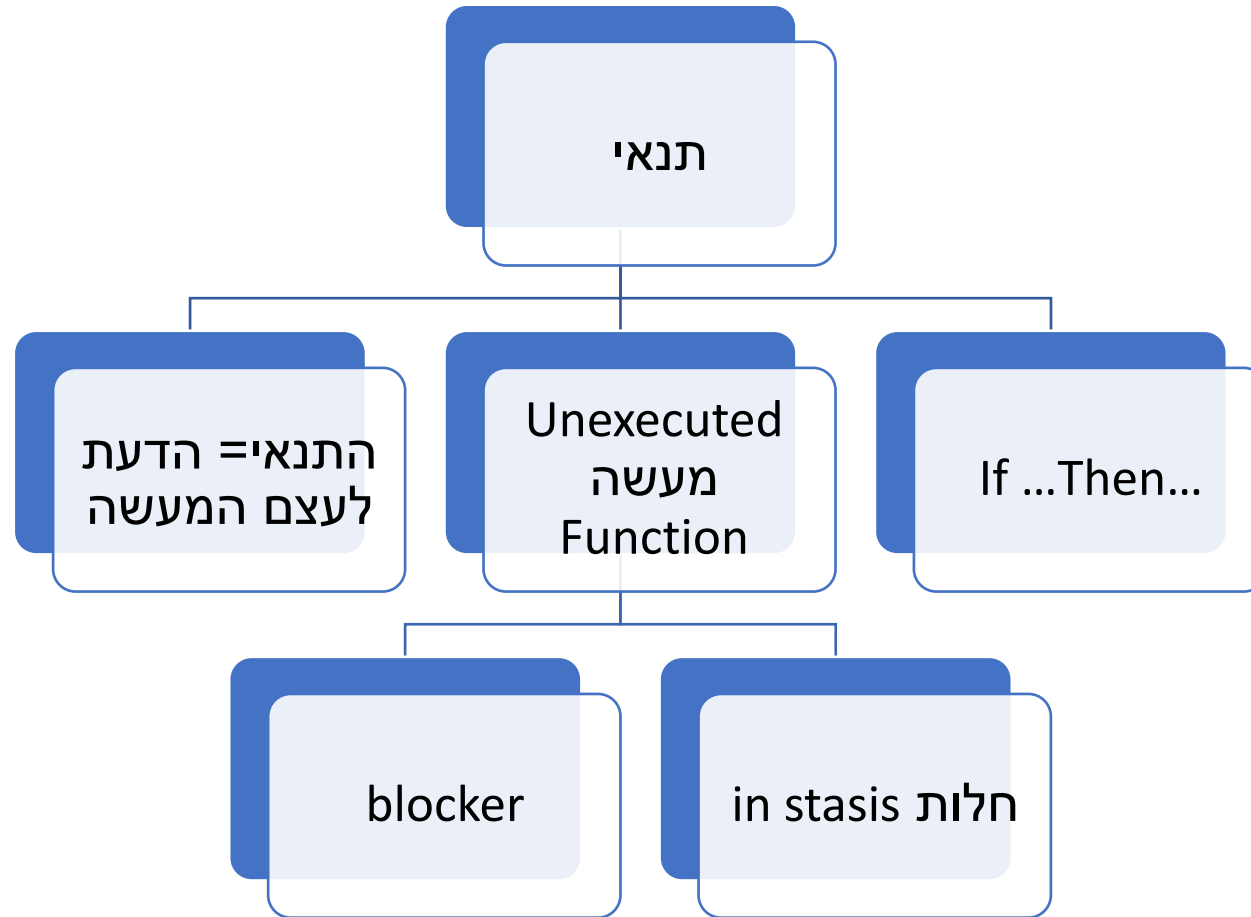 תנאי
התנאי= הדעת
לעצם המעשה
Unexecuted
מעשה
Function
If …Then…
blocker
in stasis חלות